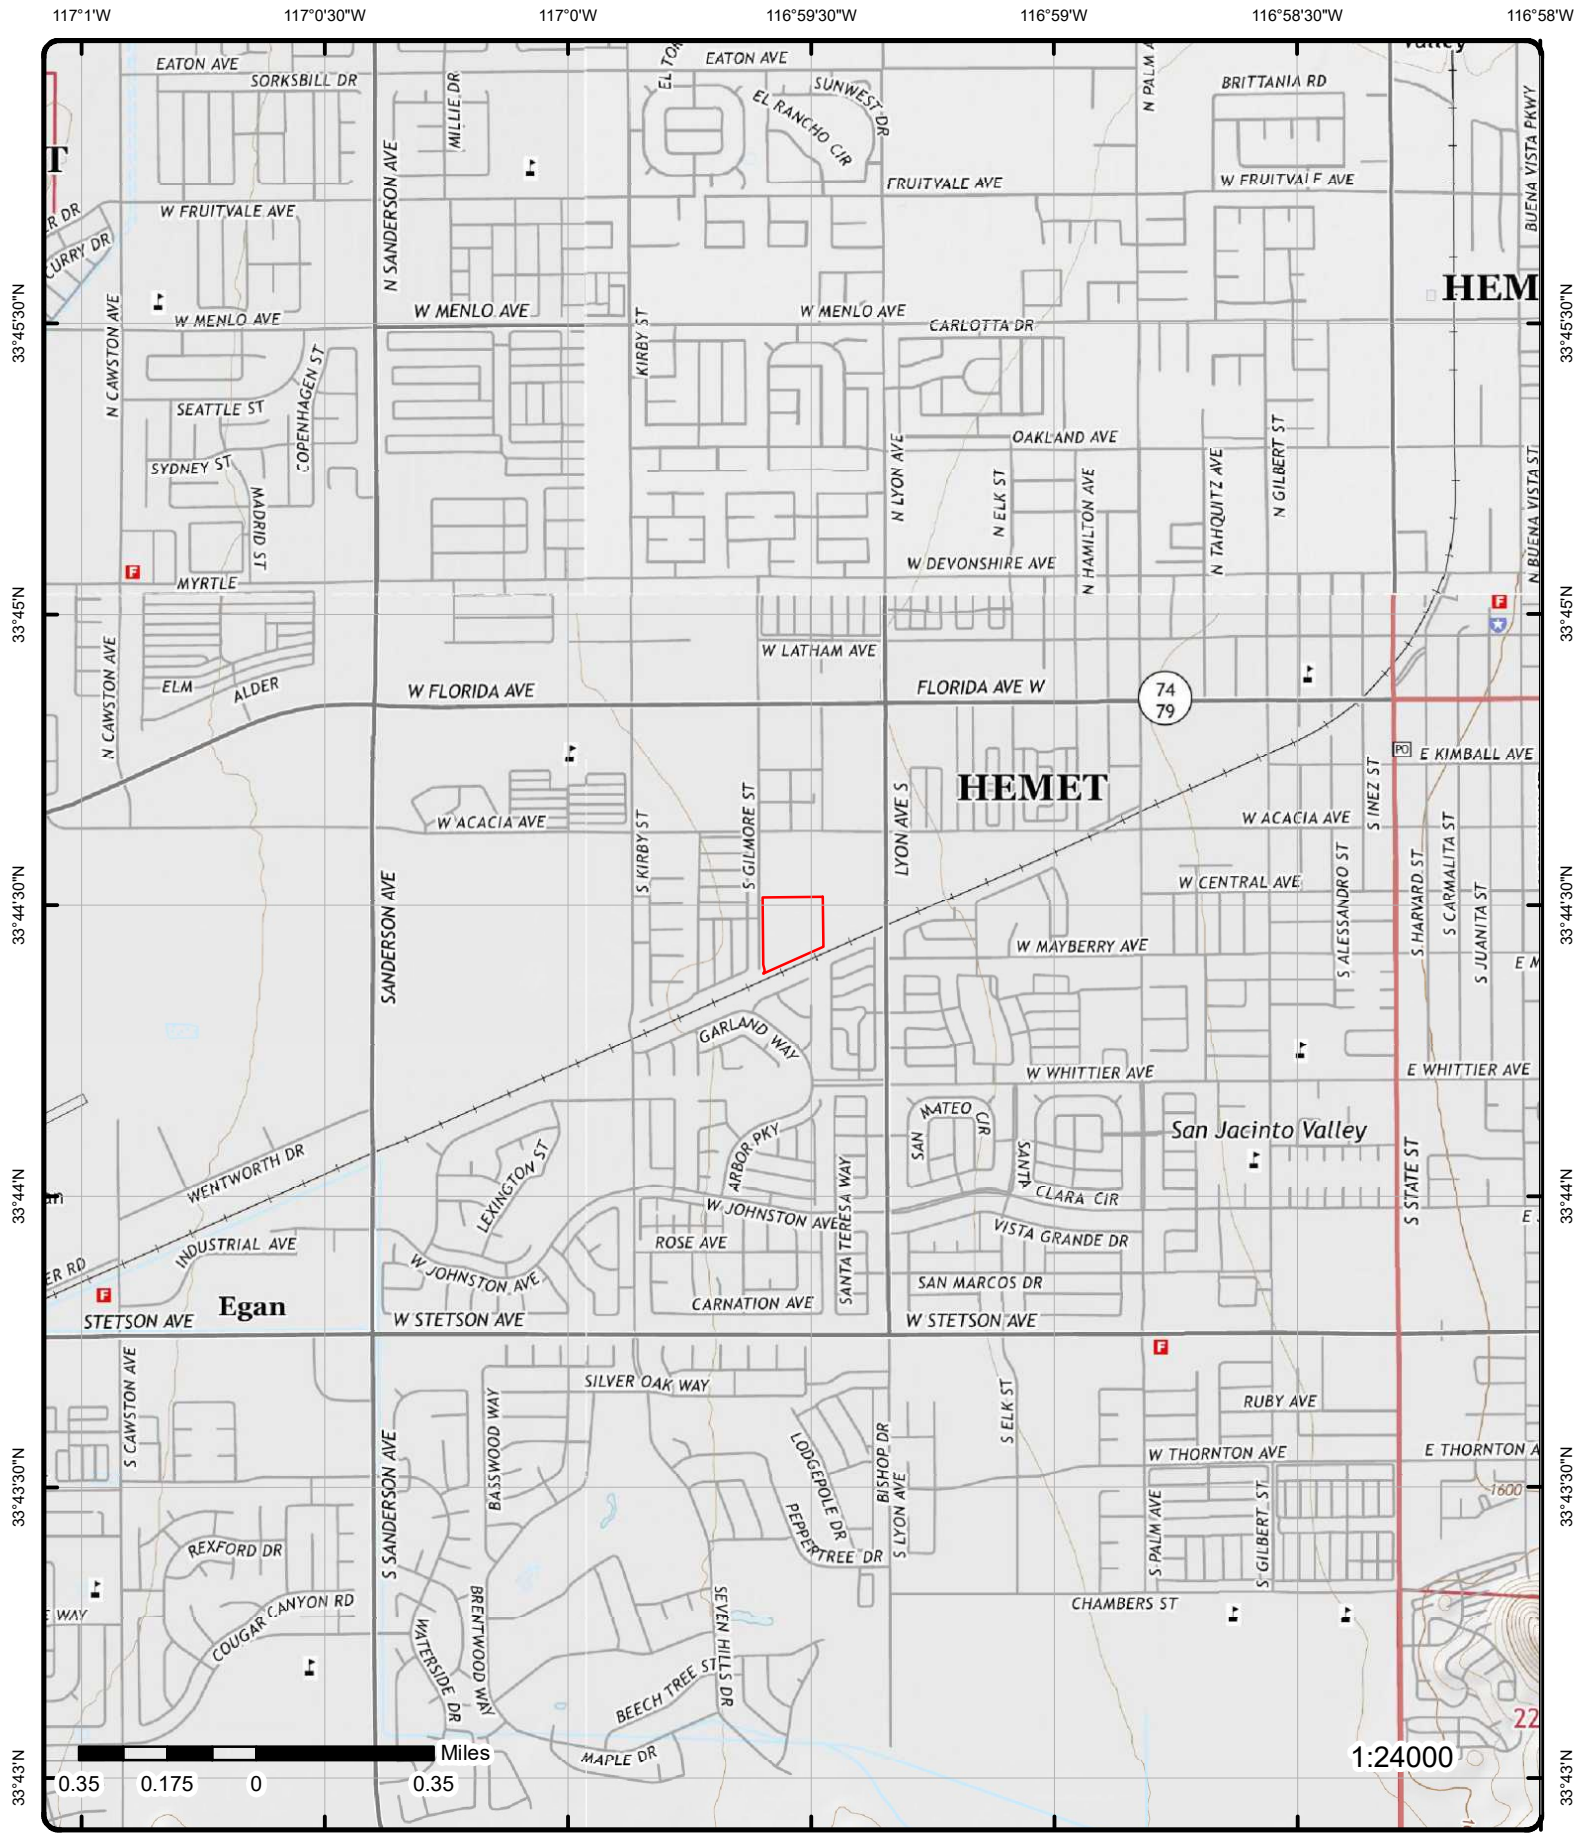 117°1'W
117°0'30"W
117°0'W
116°59'30"W
116°59'W
116°58'30"W
116°58'W
Valley
EATON AVE
SORKSBILL DR
MILLIE DR
EL TOR
EATON AVE
SUNWEST DR
EL RANCHO CIR
N PALM A
BRITTANIA RD
BUENA VISTA PKWY
T
N SANDERSON AVE
FRUITVALE AVE
W FRUITVALE AVE
ER DR
W FRUITVALE AVE
CURRY DR
HEM
33°45'30"N
W MENLO AVE
N CAWSTON AVE
W MENLO AVE
KIRBY ST
W MENLO AVE
CARLOTTA DR
33°45'30"N
COPENHAGEN ST
SEATTLE ST
SYDNEY ST
MADRID ST
OAKLAND AVE
N LYON AVE
N ELK ST
N HAMILTON AVE
N TAHQUITZ AVE
N GILBERT ST
N BUENA VISTA ST
W DEVONSHIRE AVE
F
MYRTLE
33°45'N
F
33°45'N
N CAWSTON AVE
ELM
ALDER
W LATHAM AVE
W FLORIDA AVE
FLORIDA AVE W
74
79
PO
E KIMBALL AVE
HEMET
S INEZ ST
W ACACIA AVE
S KIRBY ST
S GILMORE ST
LYON AVE S
W ACACIA AVE
S ALESSANDRO ST
S HARVARD ST
S CARMALITA ST
S JUANITA ST
W CENTRAL AVE
33°44'30"N
SANDERSON AVE
W MAYBERRY AVE
E M
33°44'30"N
GARLAND WAY
W WHITTIER AVE
E WHITTIER AVE
SAN
MATEO
CIR
SANTA
CLARA CIR
San Jacinto Valley
WENTWORTH DR
LEXINGTON ST
ARBOR PKY
SANTA TERESA WAY
S STATE ST
33°44'N
an
33°44'N
W JOHNSTON AVE
E
VISTA GRANDE DR
INDUSTRIAL AVE
ROSE AVE
ER RD
W JOHNSTON AVE
SAN MARCOS DR
F
Egan
CARNATION AVE
STETSON AVE
W STETSON AVE
W STETSON AVE
F
S CAWSTON AVE
SILVER OAK WAY
BASSWOOD WAY
S ELK ST
RUBY AVE
S SANDERSON AVE
LODGEPOLE DR
BISHOP DR
W THORNTON AVE
E THORNTON A
33°43'30"N
1600
33°43'30"N
PEPPERTREE DR
S LYON AVE
S PALM AVE
S GILBERT ST
REXFORD DR
E WAY
COUGAR CANYON RD
WATERSIDE DR
BRENTWOOD WAY
SEVEN HILLS DR
CHAMBERS ST
BEECH TREE ST
22
MAPLE DR
Miles
0.35
0.175
0
0.35
1:24000
33°43'N
33°43'N